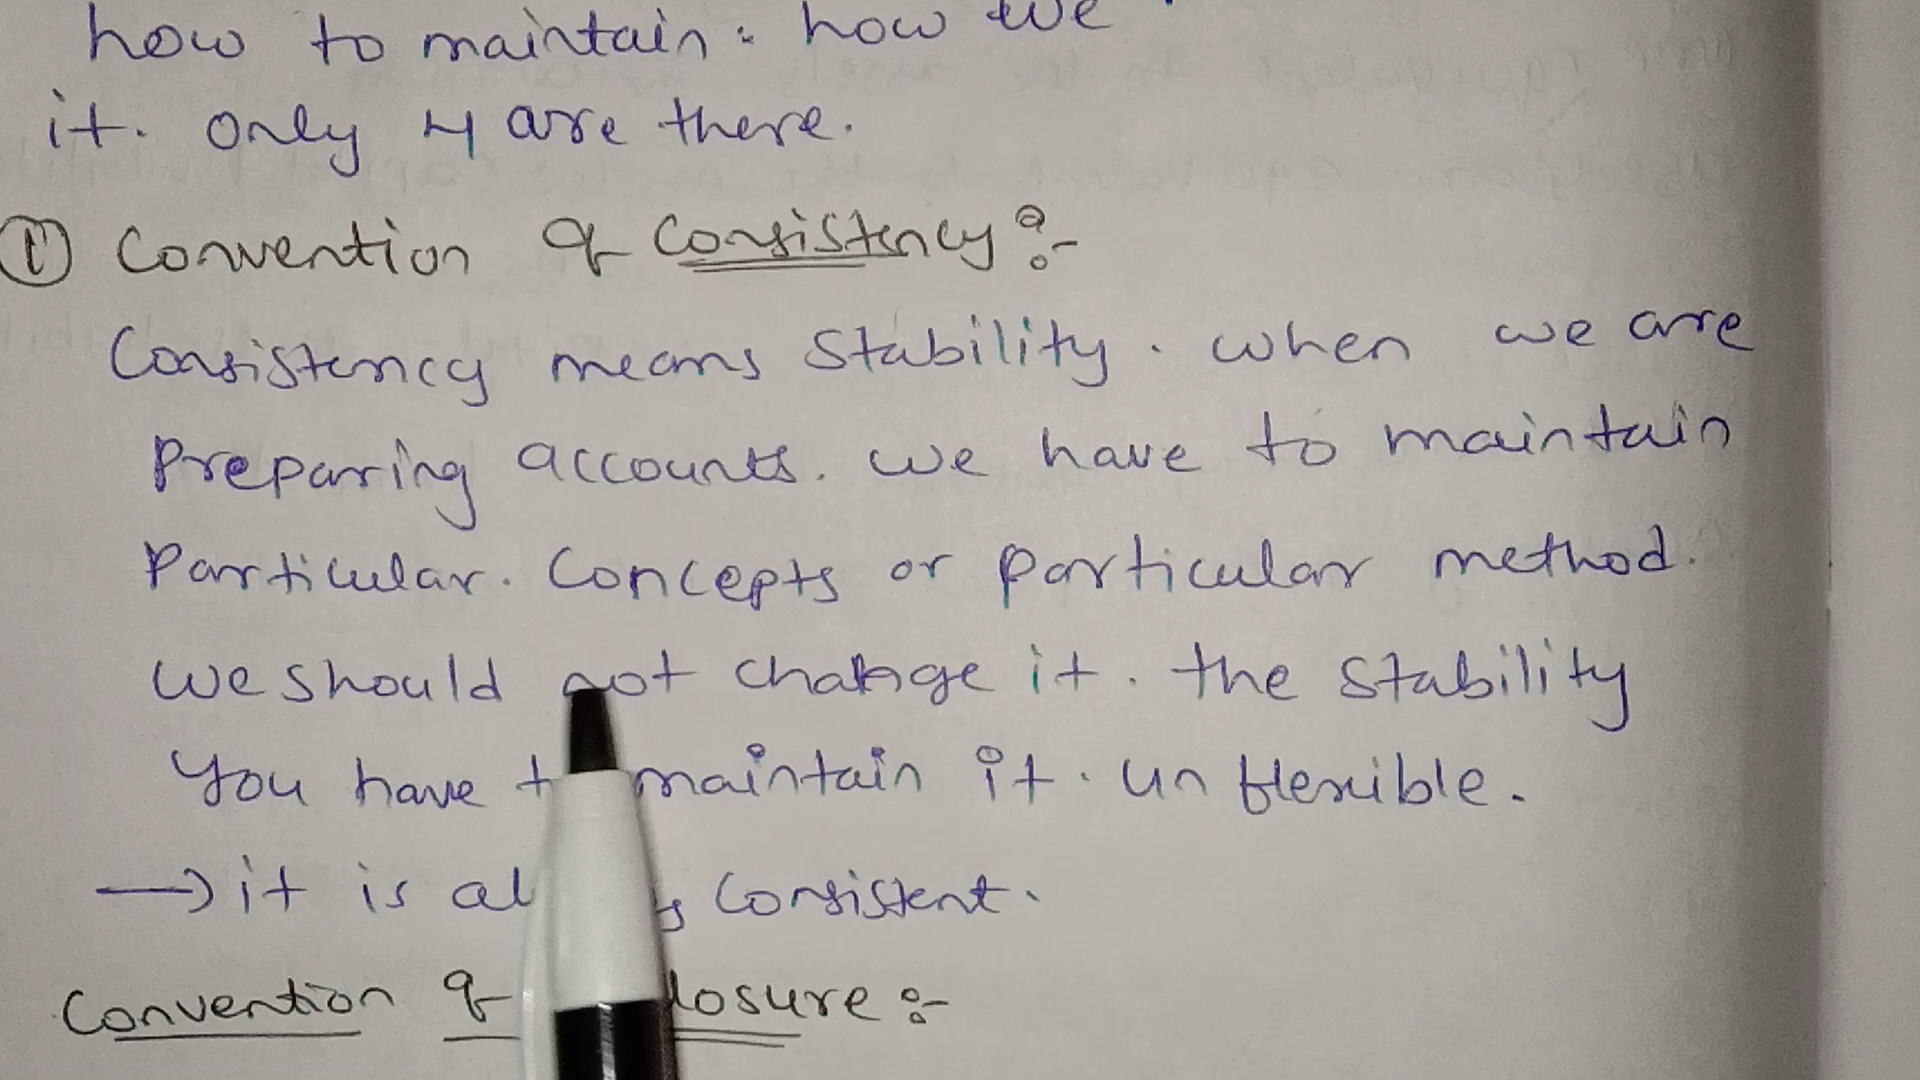 how to maintain. how we
it. only 4 are there.
① Convention of Consistency:-
Consistency means Stability. when we are
Preparing accounts. we have to maintain
Particular. Concepts or particular method.
we should not change it. the stability
You have maintain it. un flexible.
→ it is consistent.
Convention of